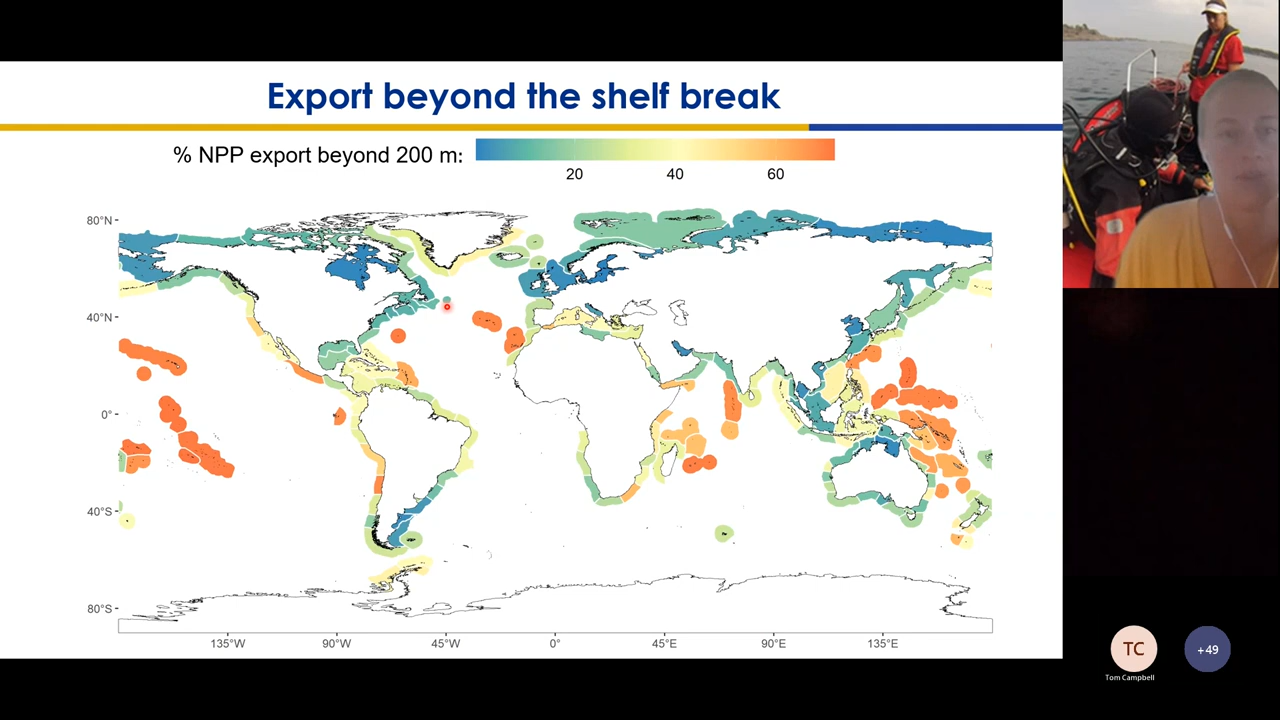 Export beyond the shelf break
% NPP export beyond 200 m:
20 40 60
80°N
40°N
0°
40°S
80°S
135°W 90°W 45°W 0° 45°E 90°E 135°E
TC
+49
Tom Campbell